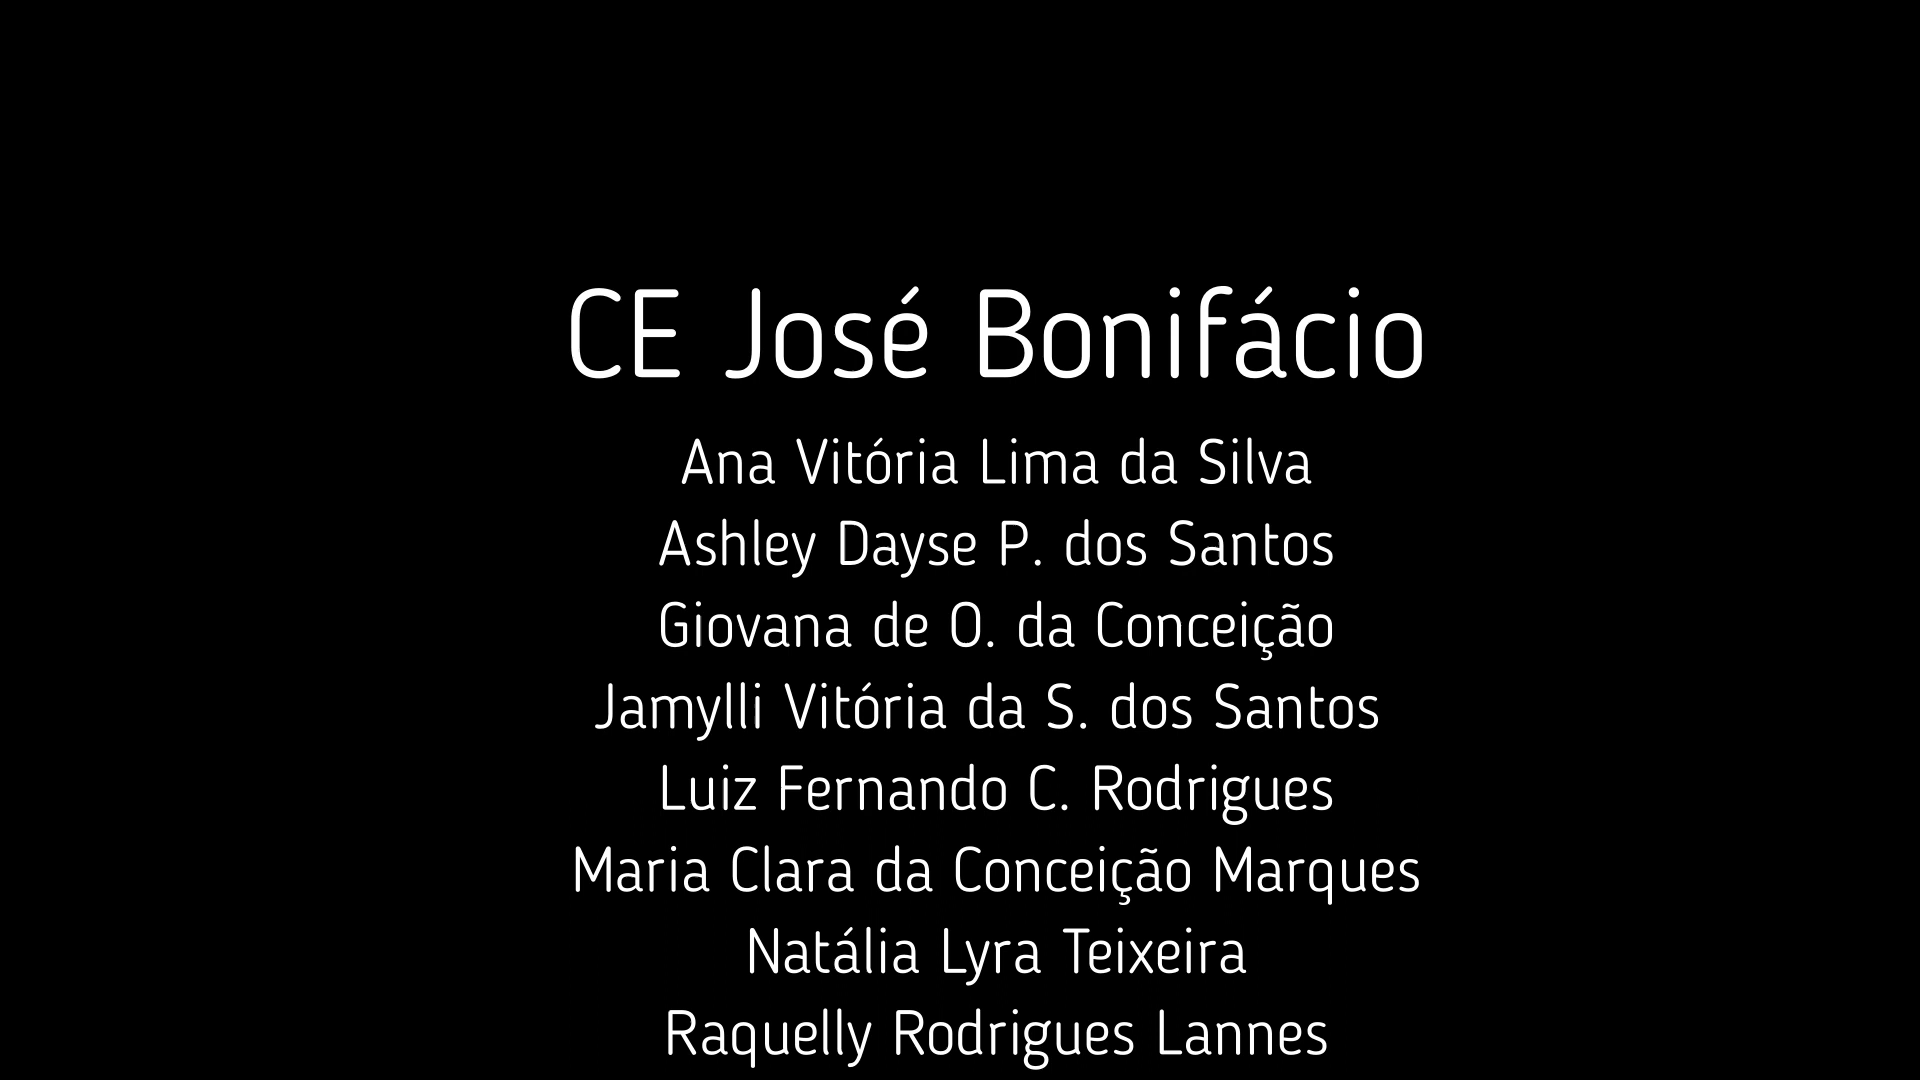 CE José Bonifácio
Ana Vitória Lima da Silva
Ashley Dayse P. dos Santos
Giovana de O. da Conceição
Jamylli Vitória da S. dos Santos
Luiz Fernando C. Rodrigues
Maria Clara da Conceição Marques
Natália Lyra Teixeira
Raquelly Rodrigues Lannes